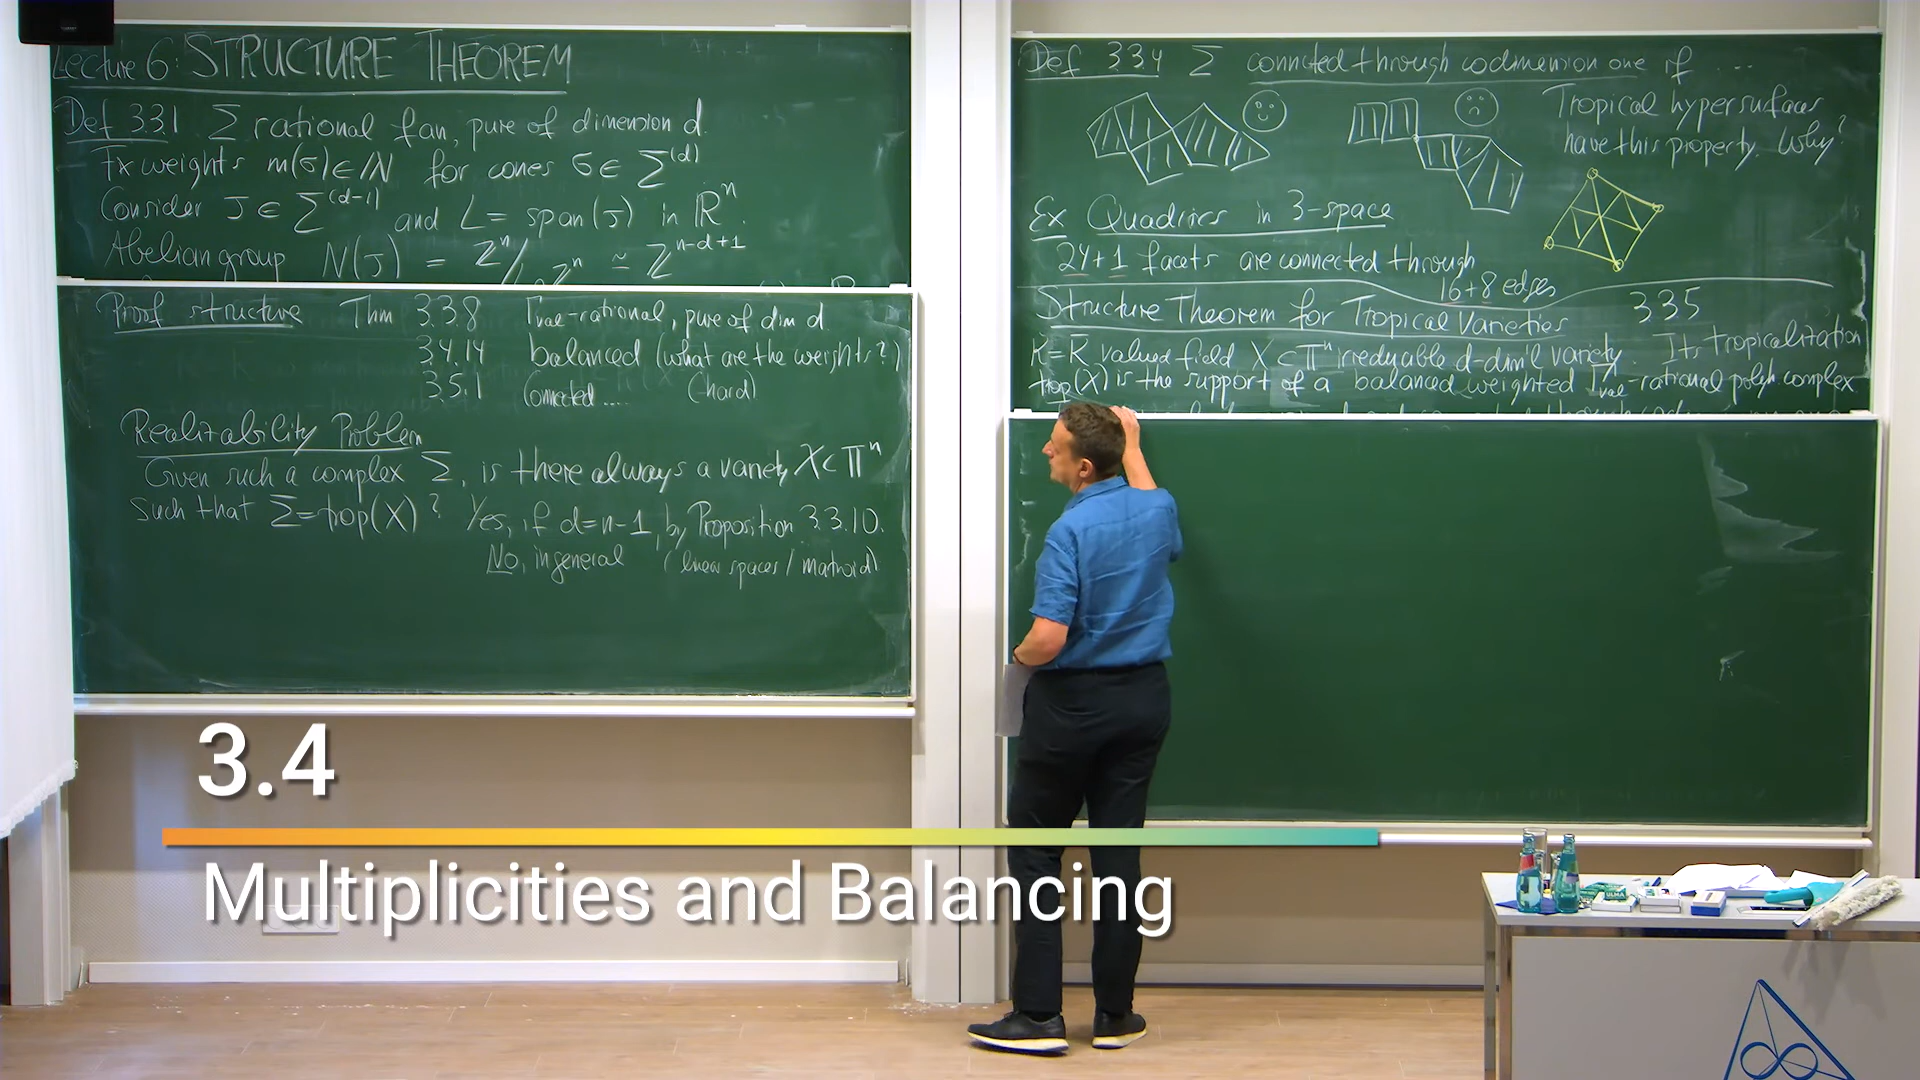 Lecture 6: STRUCTURE THEOREM
Def 3.3.1 Σ rational fan, pure of dimension d.
Fix weights m(σ)∈ℕ for cones σ∈Σ^(d)
Consider τ∈Σ^(d-1) and L = span(τ) in ℝⁿ.
Abelian group N(τ) = ℤⁿ/ ℤⁿ ≃ ℤ^(n-d+1)
Proof structure Thm 3.3.8 Γval-rational, pure of dim d.
3.4.14 balanced (what are the weights?)
3.5.1 Connected .... (hard)
Realizability Problem
Given such a complex Σ, is there always a variety X⊂𝕋ⁿ
such that Σ=trop(X)? Yes, if d=n-1, by Proposition 3.3.10.
No, in general (linear spaces / matroid)
Def 3.3.4 Σ connected through codimension one if ...
Tropical hypersurfaces
have this property. Why?
Ex Quadrics in 3-space
24+1 facets are connected through
16+8 edges
Structure Theorem for Tropical Varieties 3.3.5
K=K̄ valued field X⊂𝕋ⁿ irreducible d-dim'l variety. Its tropicalization
trop(X) is the support of a balanced weighted Γval-rational polyh. complex
3.4
Multiplicities and Balancing